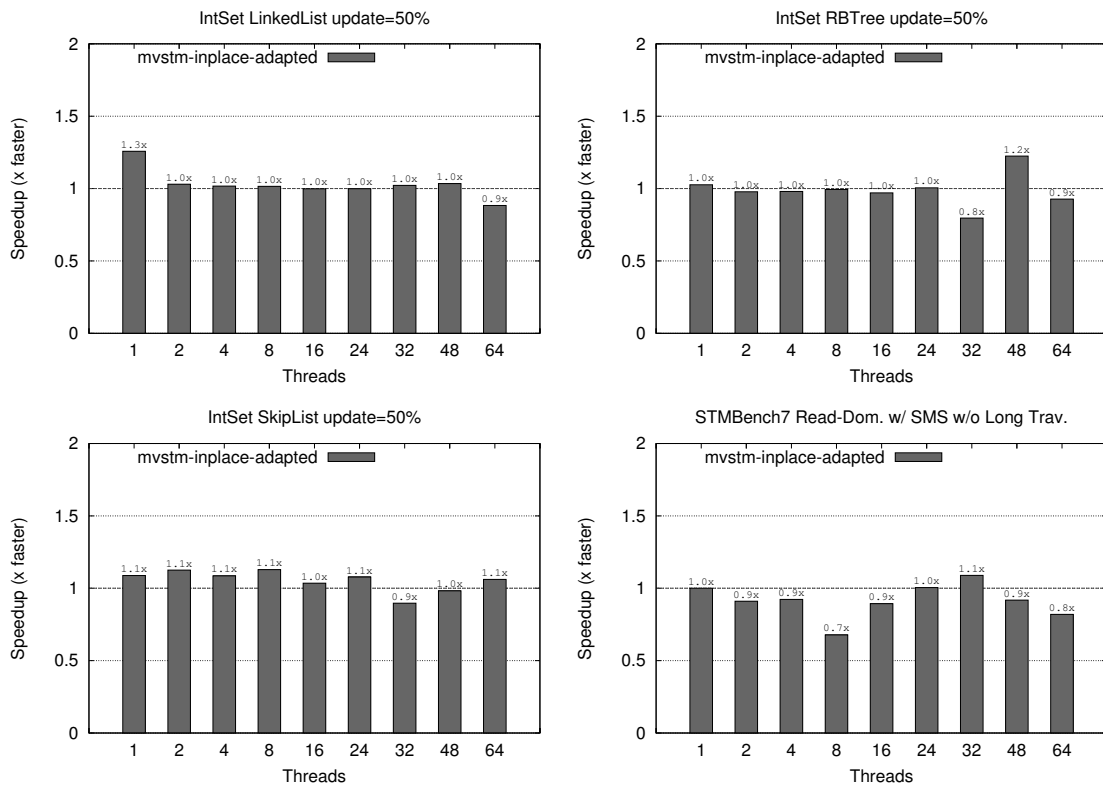 IntSet LinkedList update=50%
2
1.5
1
0.5
0
Speedup (x faster)
mvstm-inplace-adapted
1.3x
1.0x
1.0x
1.0x
1.0x
1.0x
1.0x
1.0x
0.9x
1 2 4 8 16 24 32 48 64
Threads
IntSet RBTree update=50%
2
1.5
1
0.5
0
Speedup (x faster)
mvstm-inplace-adapted
1.0x
1.0x
1.0x
1.0x
1.0x
1.0x
0.8x
1.2x
0.9x
1 2 4 8 16 24 32 48 64
Threads
IntSet SkipList update=50%
2
1.5
1
0.5
0
Speedup (x faster)
mvstm-inplace-adapted
1.1x
1.1x
1.1x
1.1x
1.0x
1.1x
0.9x
1.0x
1.1x
1 2 4 8 16 24 32 48 64
Threads
STMBench7 Read-Dom. w/ SMS w/o Long Trav.
2
1.5
1
0.5
0
Speedup (x faster)
mvstm-inplace-adapted
1.0x
0.9x
0.9x
0.7x
0.9x
1.0x
1.1x
0.9x
0.8x
1 2 4 8 16 24 32 48 64
Threads